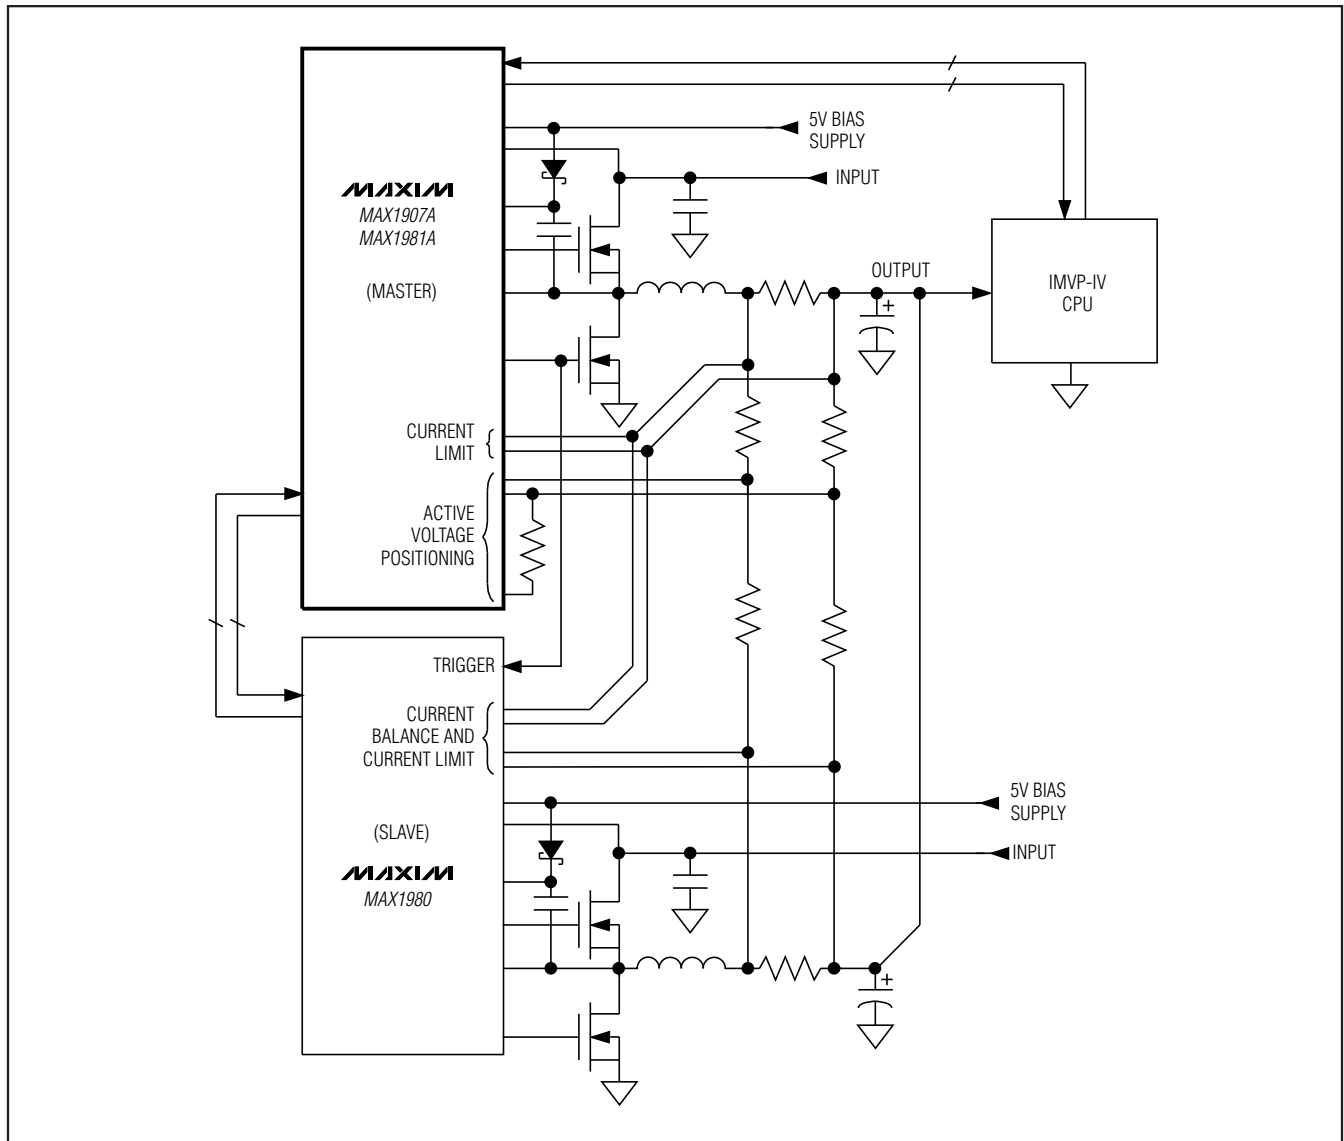 5V BIAS
SUPPLY
INPUT
MAXIM
MAX1907A
MAX1981A
(MASTER)
OUTPUT
IMVP-IV
CPU
CURRENT
LIMIT
ACTIVE
VOLTAGE
POSITIONING
TRIGGER
CURRENT
BALANCE AND
CURRENT LIMIT
5V BIAS
SUPPLY
(SLAVE)
INPUT
MAXIM
MAX1980
+
+